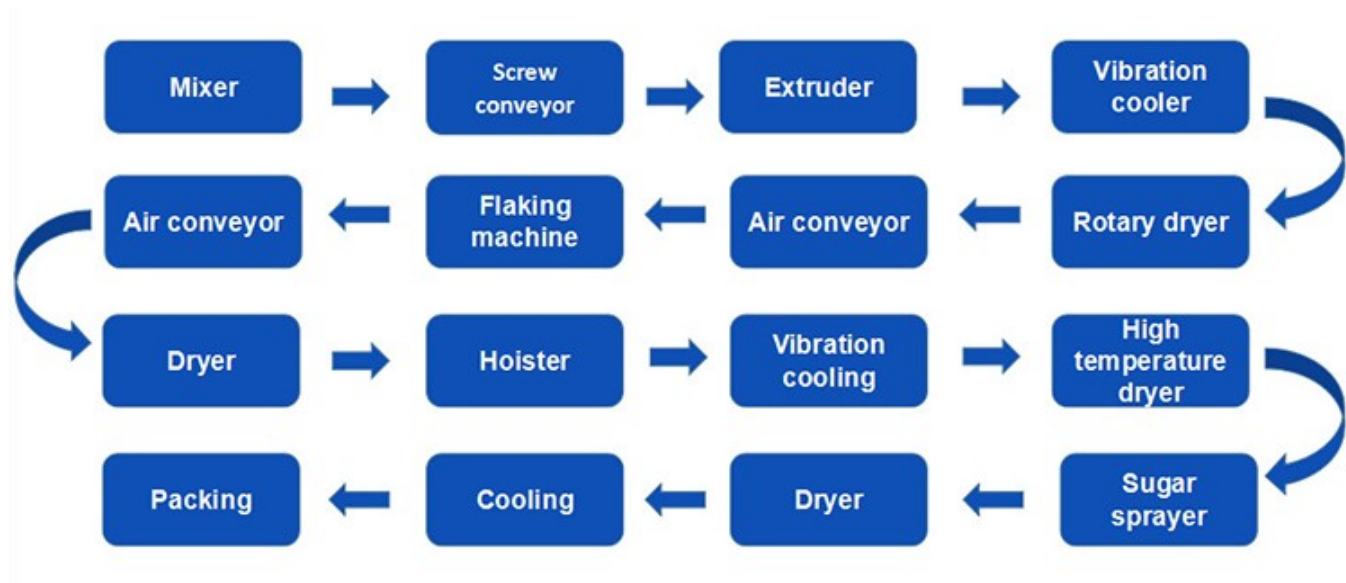 Mixer
Screw
conveyor
Extruder
Vibration
cooler
Rotary dryer
Air conveyor
Flaking
machine
Air conveyor
Dryer
Hoister
Vibration
cooling
High
temperature
dryer
Sugar
sprayer
Dryer
Cooling
Packing